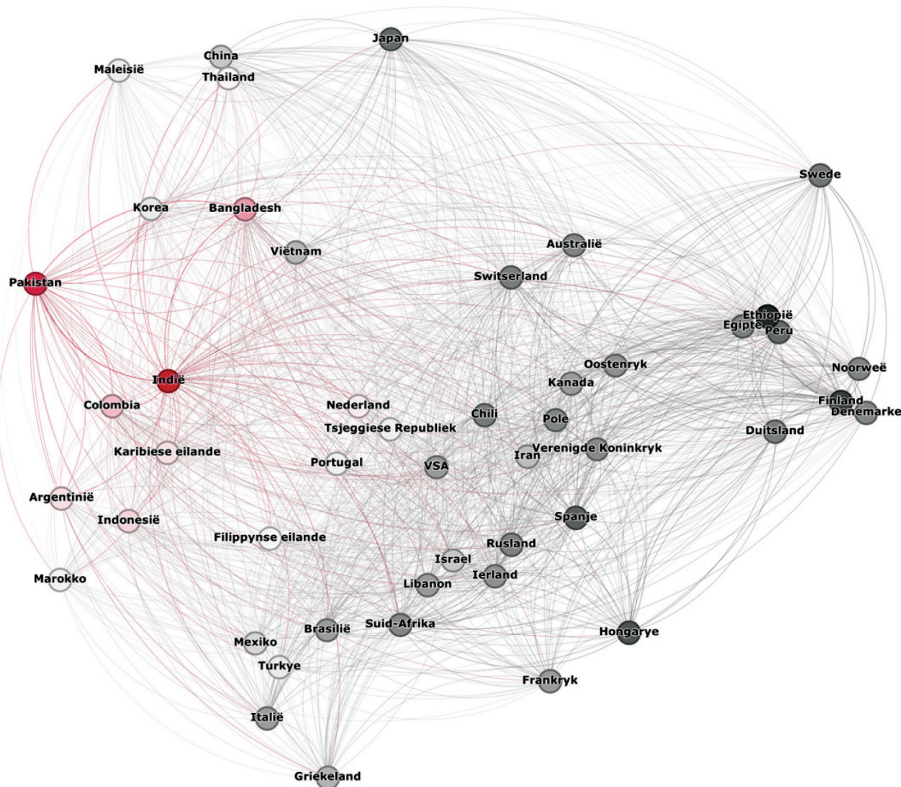 Japan
China
Maleisië
Thailand
Swede
Korea
Bangladesh
Australië
Viëtnam
Switserland
Pakistan
Ethiopië
Egipte
Peru
Oostenryk
Noorweë
Indië
Kanada
Finland
Colombia
Nederland
Denemarke
Chili
Pole
Tsjeggiese Republiek
Duitsland
Karibiese eilande
Verenigde Koninkryk
Iran
Portugal
VSA
Argentinië
Indonesië
Spanje
Filippynse eilande
Rusland
Israel
Marokko
Ierland
Libanon
Suid-Afrika
Brasilië
Hongarye
Mexiko
Turkye
Frankryk
Italië
Griekeland